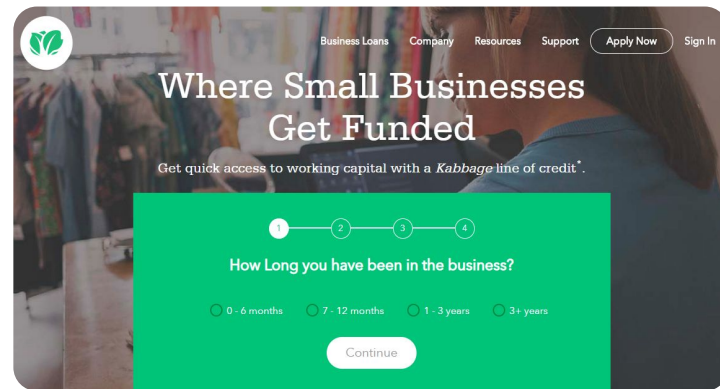 Business Loans Company Resources Support Apply Now Sign In
Where Small Businesses
Get Funded
Get quick access to working capital with a Kabbage line of credit*.
1 2 3 4
How Long you have been in the business?
0 - 6 months 7 - 12 months 1 - 3 years 3+ years
Continue